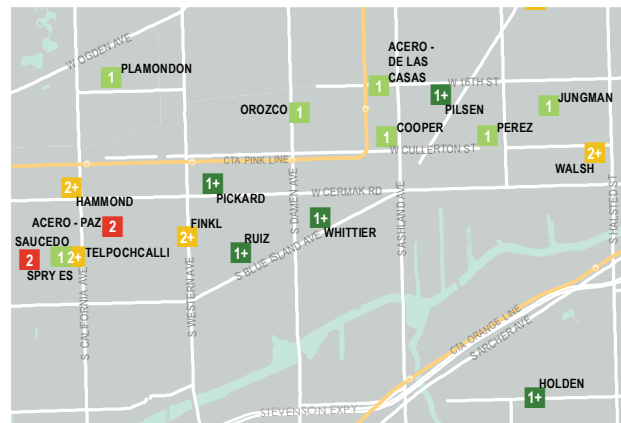 W OGDEN AVE
PLAMONDON
1
ACERO -
DE LAS
CASAS
1
W 16TH ST
1+
PILSEN
JUNGMAN
1
OROZCO
1
COOPER
1
PEREZ
1
W CULLERTON ST
WALSH
2+
CTA PINK LINE
2+
HAMMOND
1+
PICKARD
W CERMAK RD
S DAMEN AVE
S ASHLAND AVE
S HALSTED ST
ACERO - PAZ
2
FINKL
2+
WHITTIER
1+
SAUCEDO
2
1
2+
TELPOCHCALLI
SPRY ES
RUIZ
1+
S BLUE ISLAND AVE
S CALIFORNIA AVE
S WESTERN AVE
CTA ORANGE LINE
S ARCHER AVE
HOLDEN
1+
STEVENSON EXPY